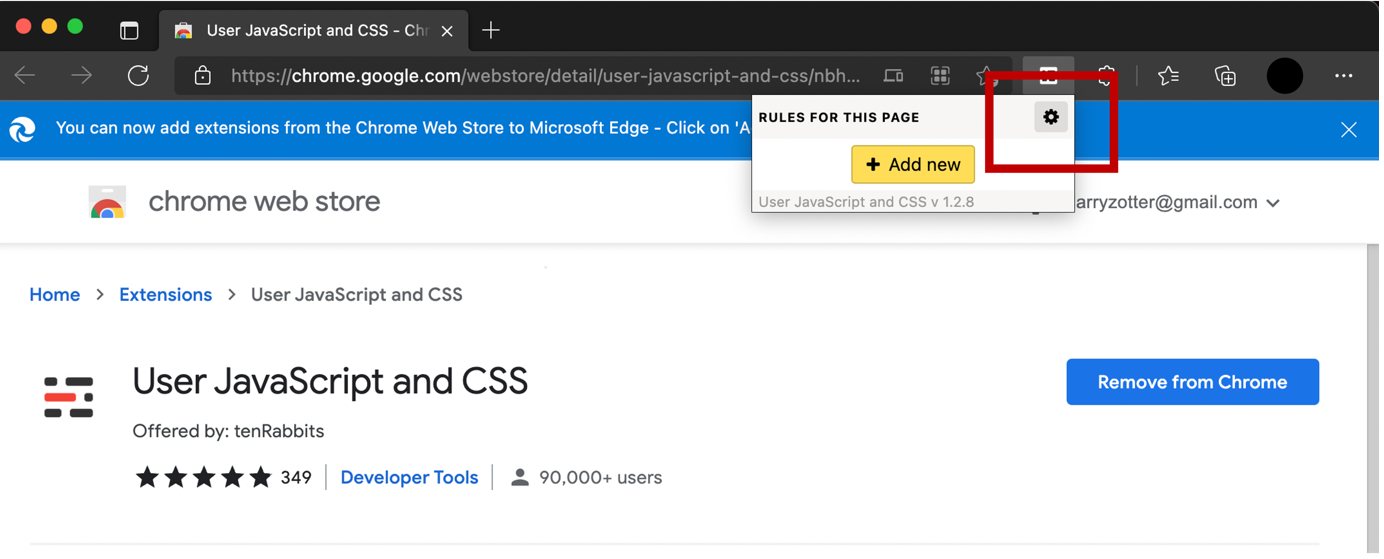 User JavaScript and CSS - Chr
https://chrome.google.com/webstore/detail/user-javascript-and-css/nbh...
You can now add extensions from the Chrome Web Store to Microsoft Edge - Click on 'A
RULES FOR THIS PAGE
Add new
User JavaScript and CSS v 1.2.8
chrome web store
arryzotter@gmail.com
Home > Extensions > User JavaScript and CSS
User JavaScript and CSS
Remove from Chrome
Offered by: tenRabbits
349 Developer Tools 90,000+ users